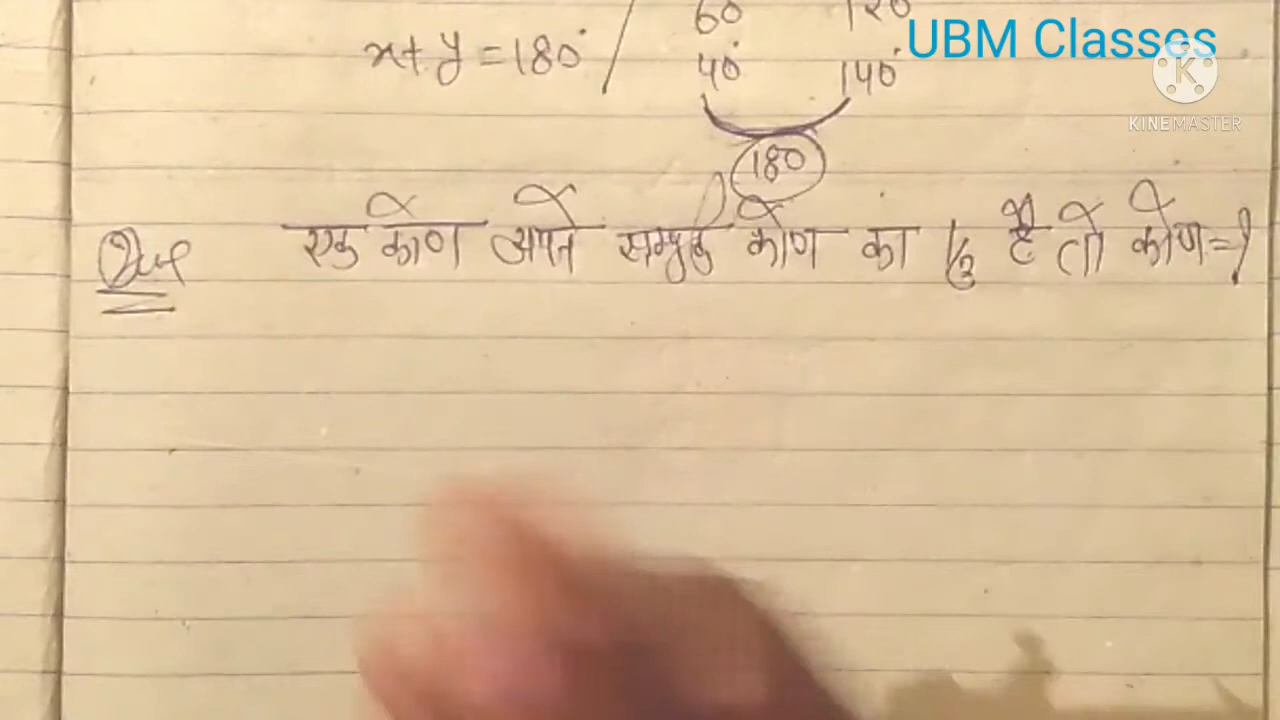 60° 120°
UBM Classes
x+y=180° / 40° 140°
KINEMASTER
180
Que एक कोण अपने सम्पूरक कोण का 1/3 है तो कोण=?